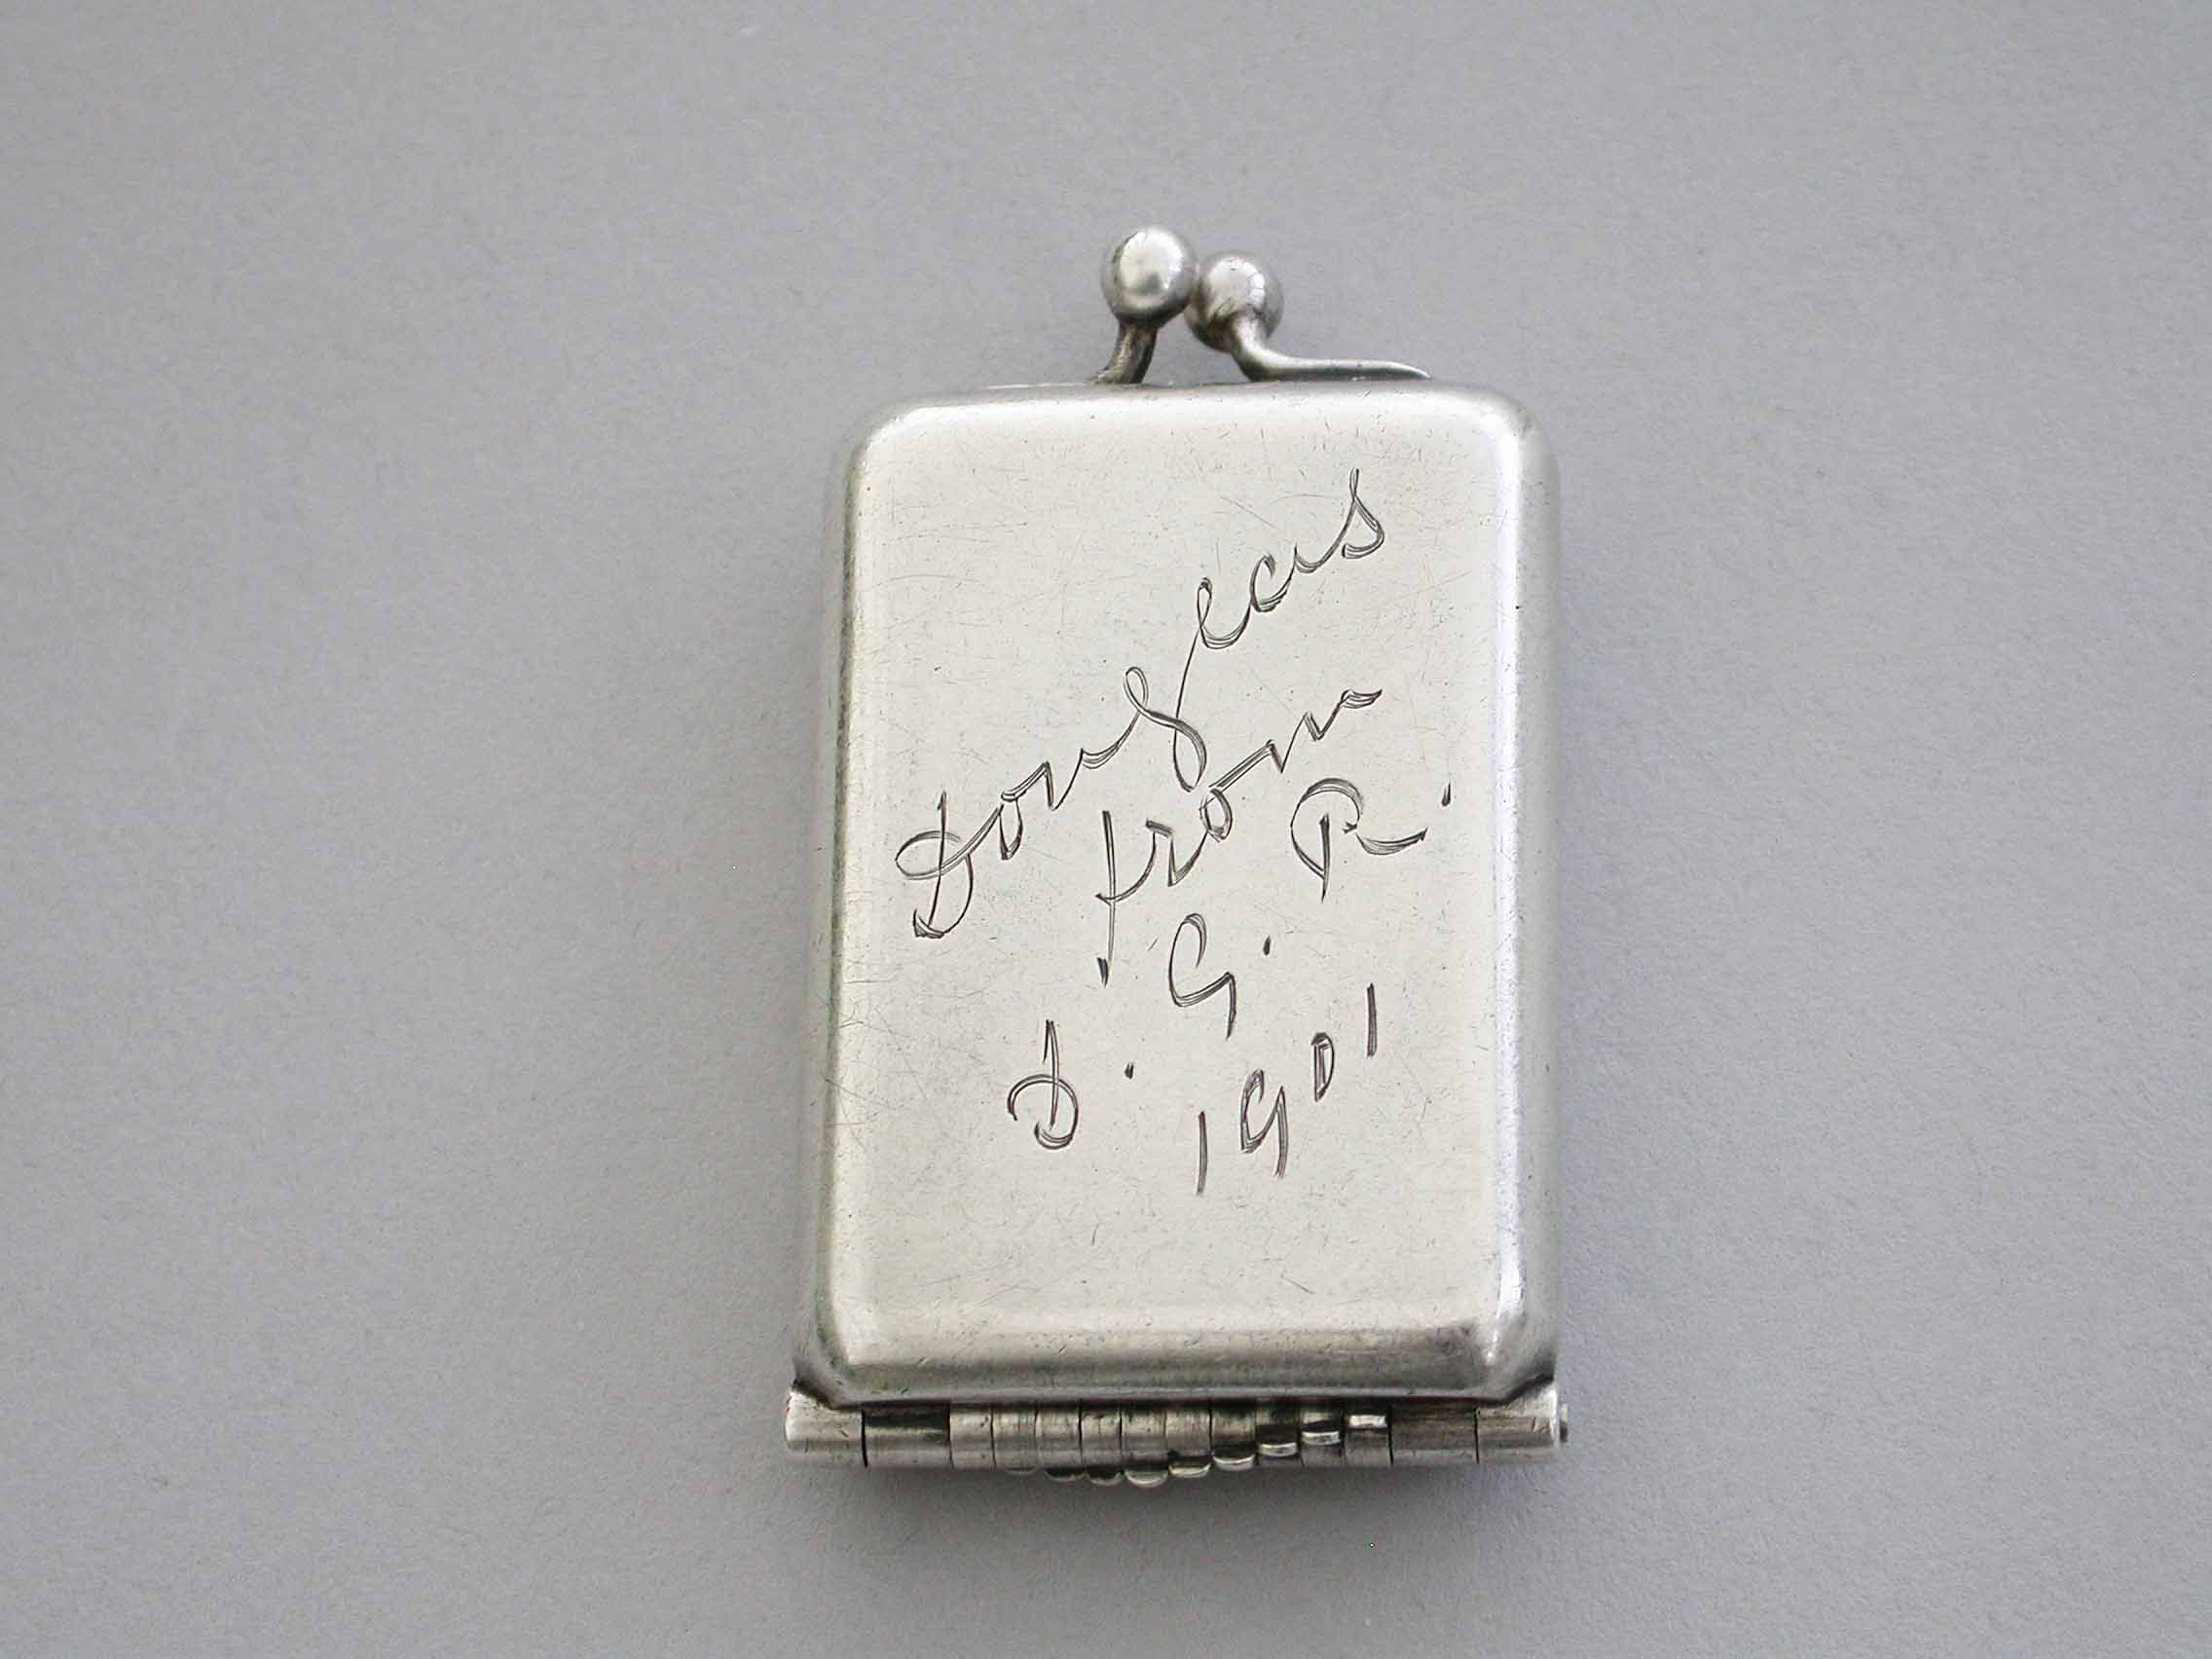 Douglas
from
D. G. R.
1901